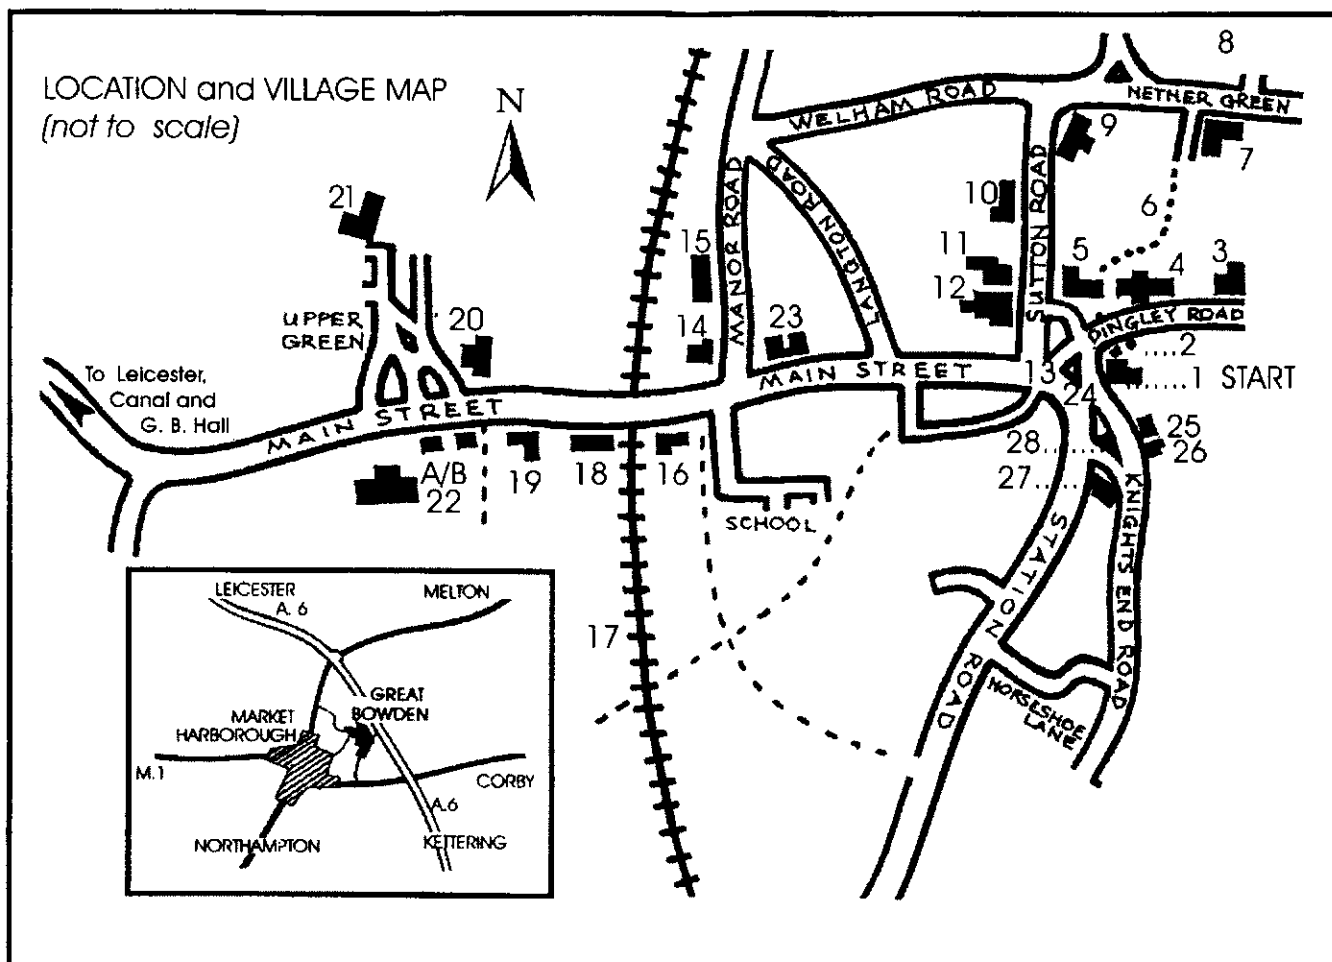 LOCATION and VILLAGE MAP
(not to scale)
N
8
WELHAM ROAD
NETHER GREEN
9
7
21
10
6
SUTTON ROAD
MANOR ROAD
LANGTON ROAD
15
11
5
4
3
12
UPPER
GREEN
20
14
23
DINGLEY ROAD
....2
13
MAIN STREET
......1 START
To Leicester,
Canal and
G. B. Hall
24
MAIN STREET
25
28......
26
A/B
22
19
18
16
27.....
SCHOOL
STATION ROAD
KNIGHTS END ROAD
17
HORSESHOE
LANE
LEICESTER
A. 6
MELTON
GREAT
BOWDEN
MARKET
HARBOROUGH
M.1
CORBY
A.6
NORTHAMPTON
KETTERING